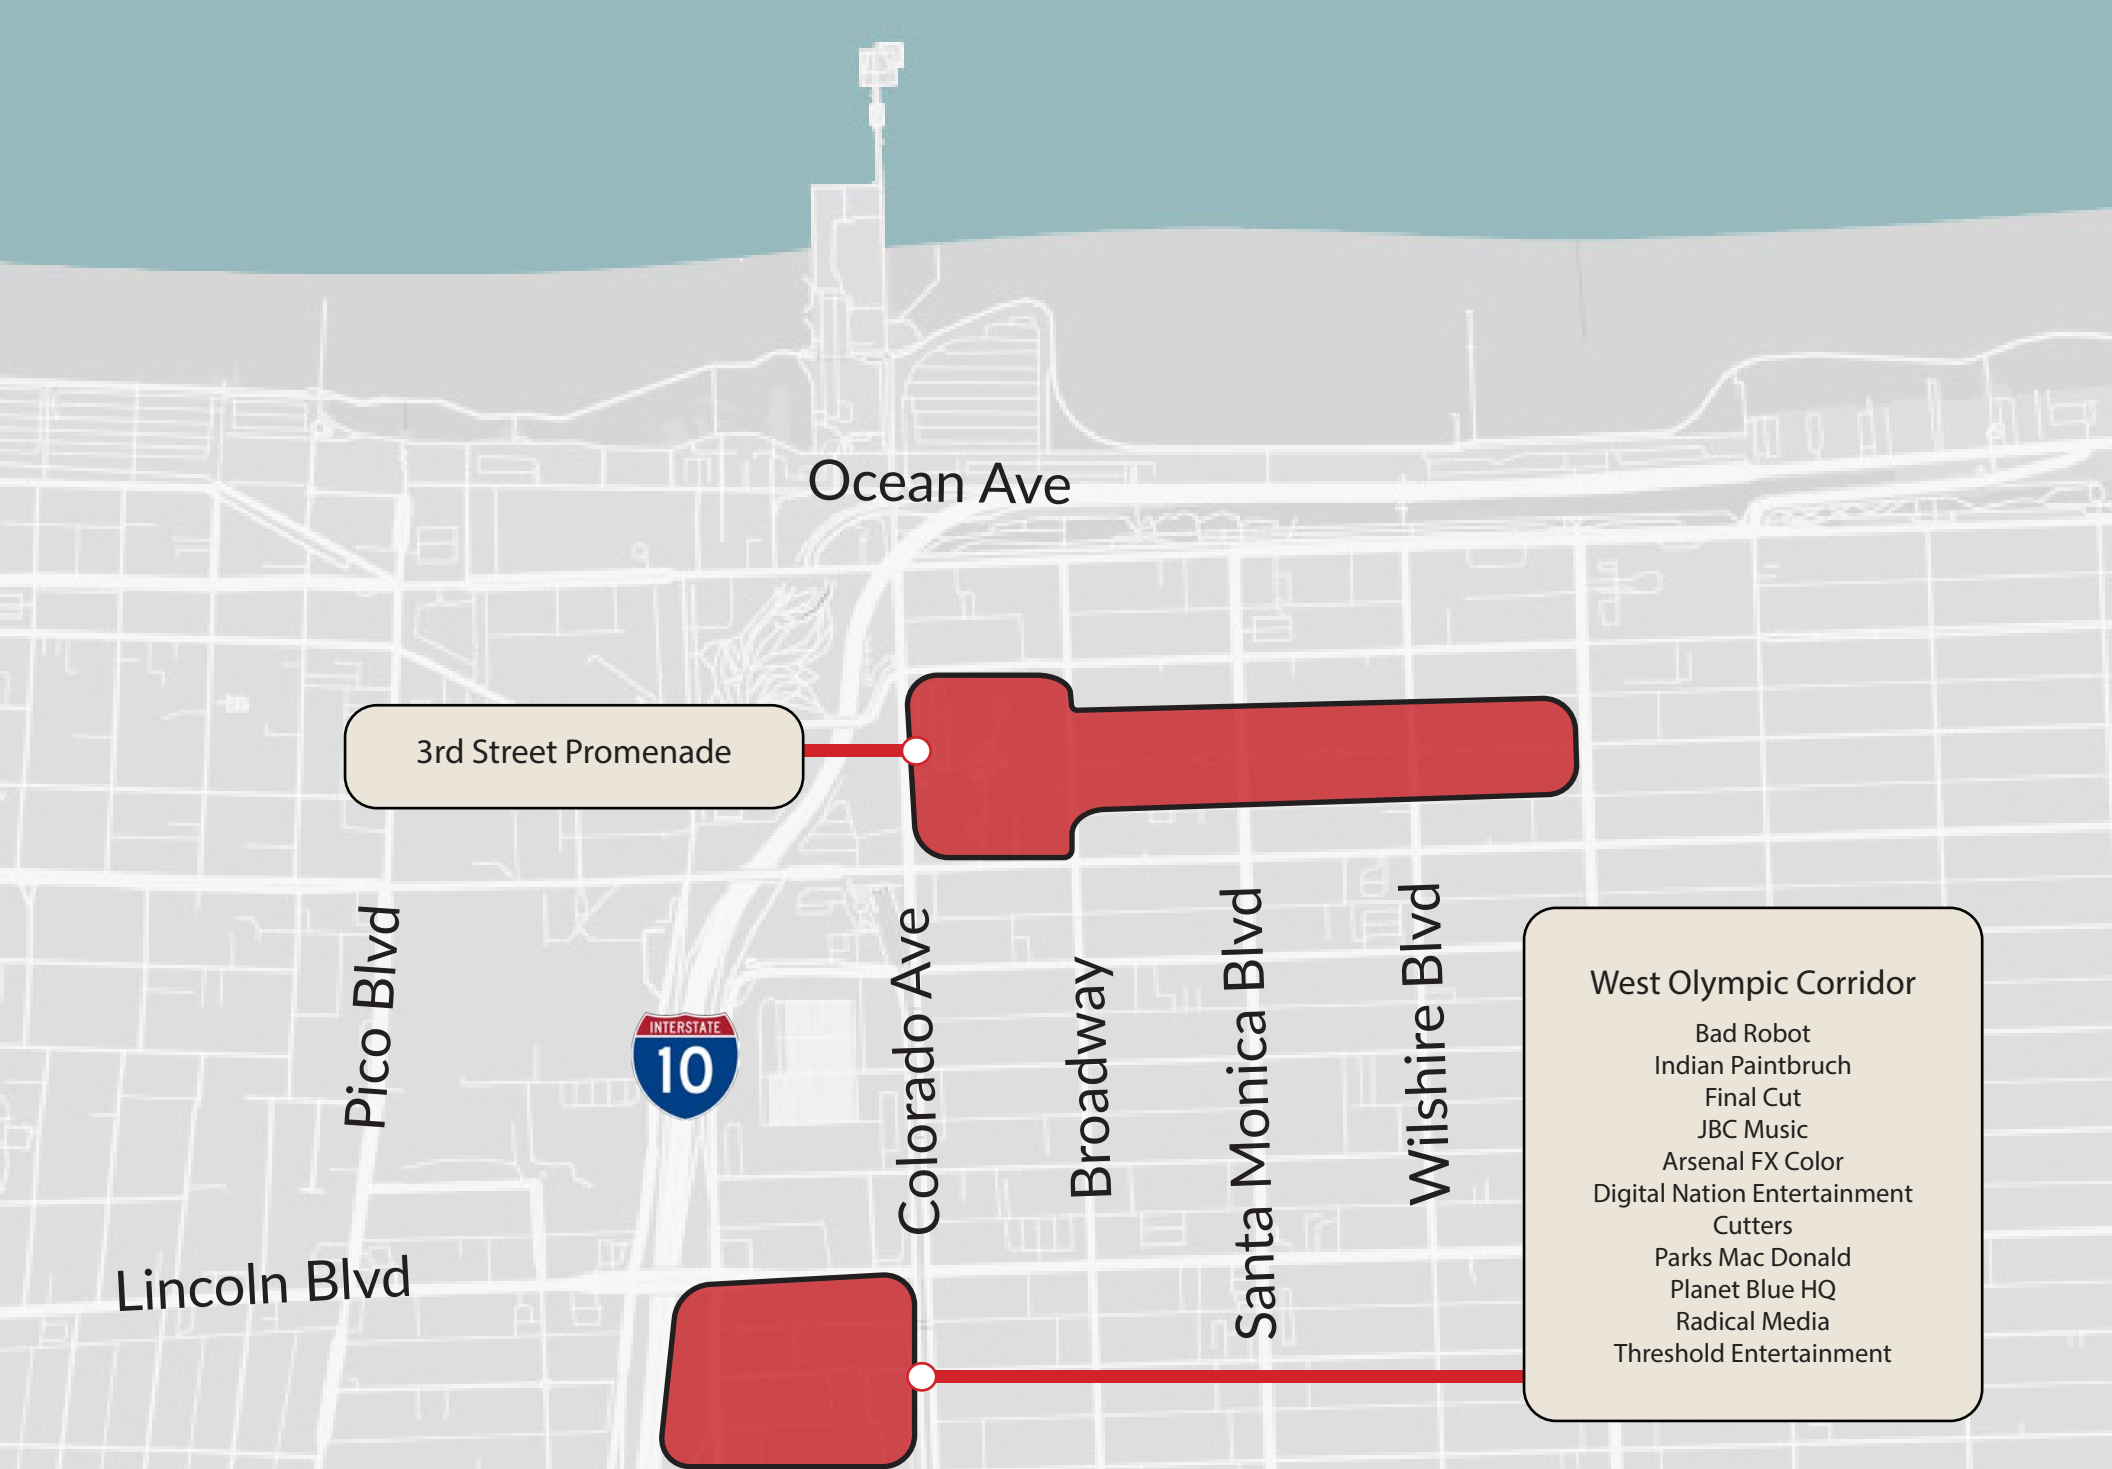 Ocean Ave
3rd Street Promenade
Pico Blvd
INTERSTATE
10
Colorado Ave
Broadway
Santa Monica Blvd
Wilshire Blvd
Lincoln Blvd
West Olympic Corridor
Bad Robot
Indian Paintbruch
Final Cut
JBC Music
Arsenal FX Color
Digital Nation Entertainment
Cutters
Parks Mac Donald
Planet Blue HQ
Radical Media
Threshold Entertainment